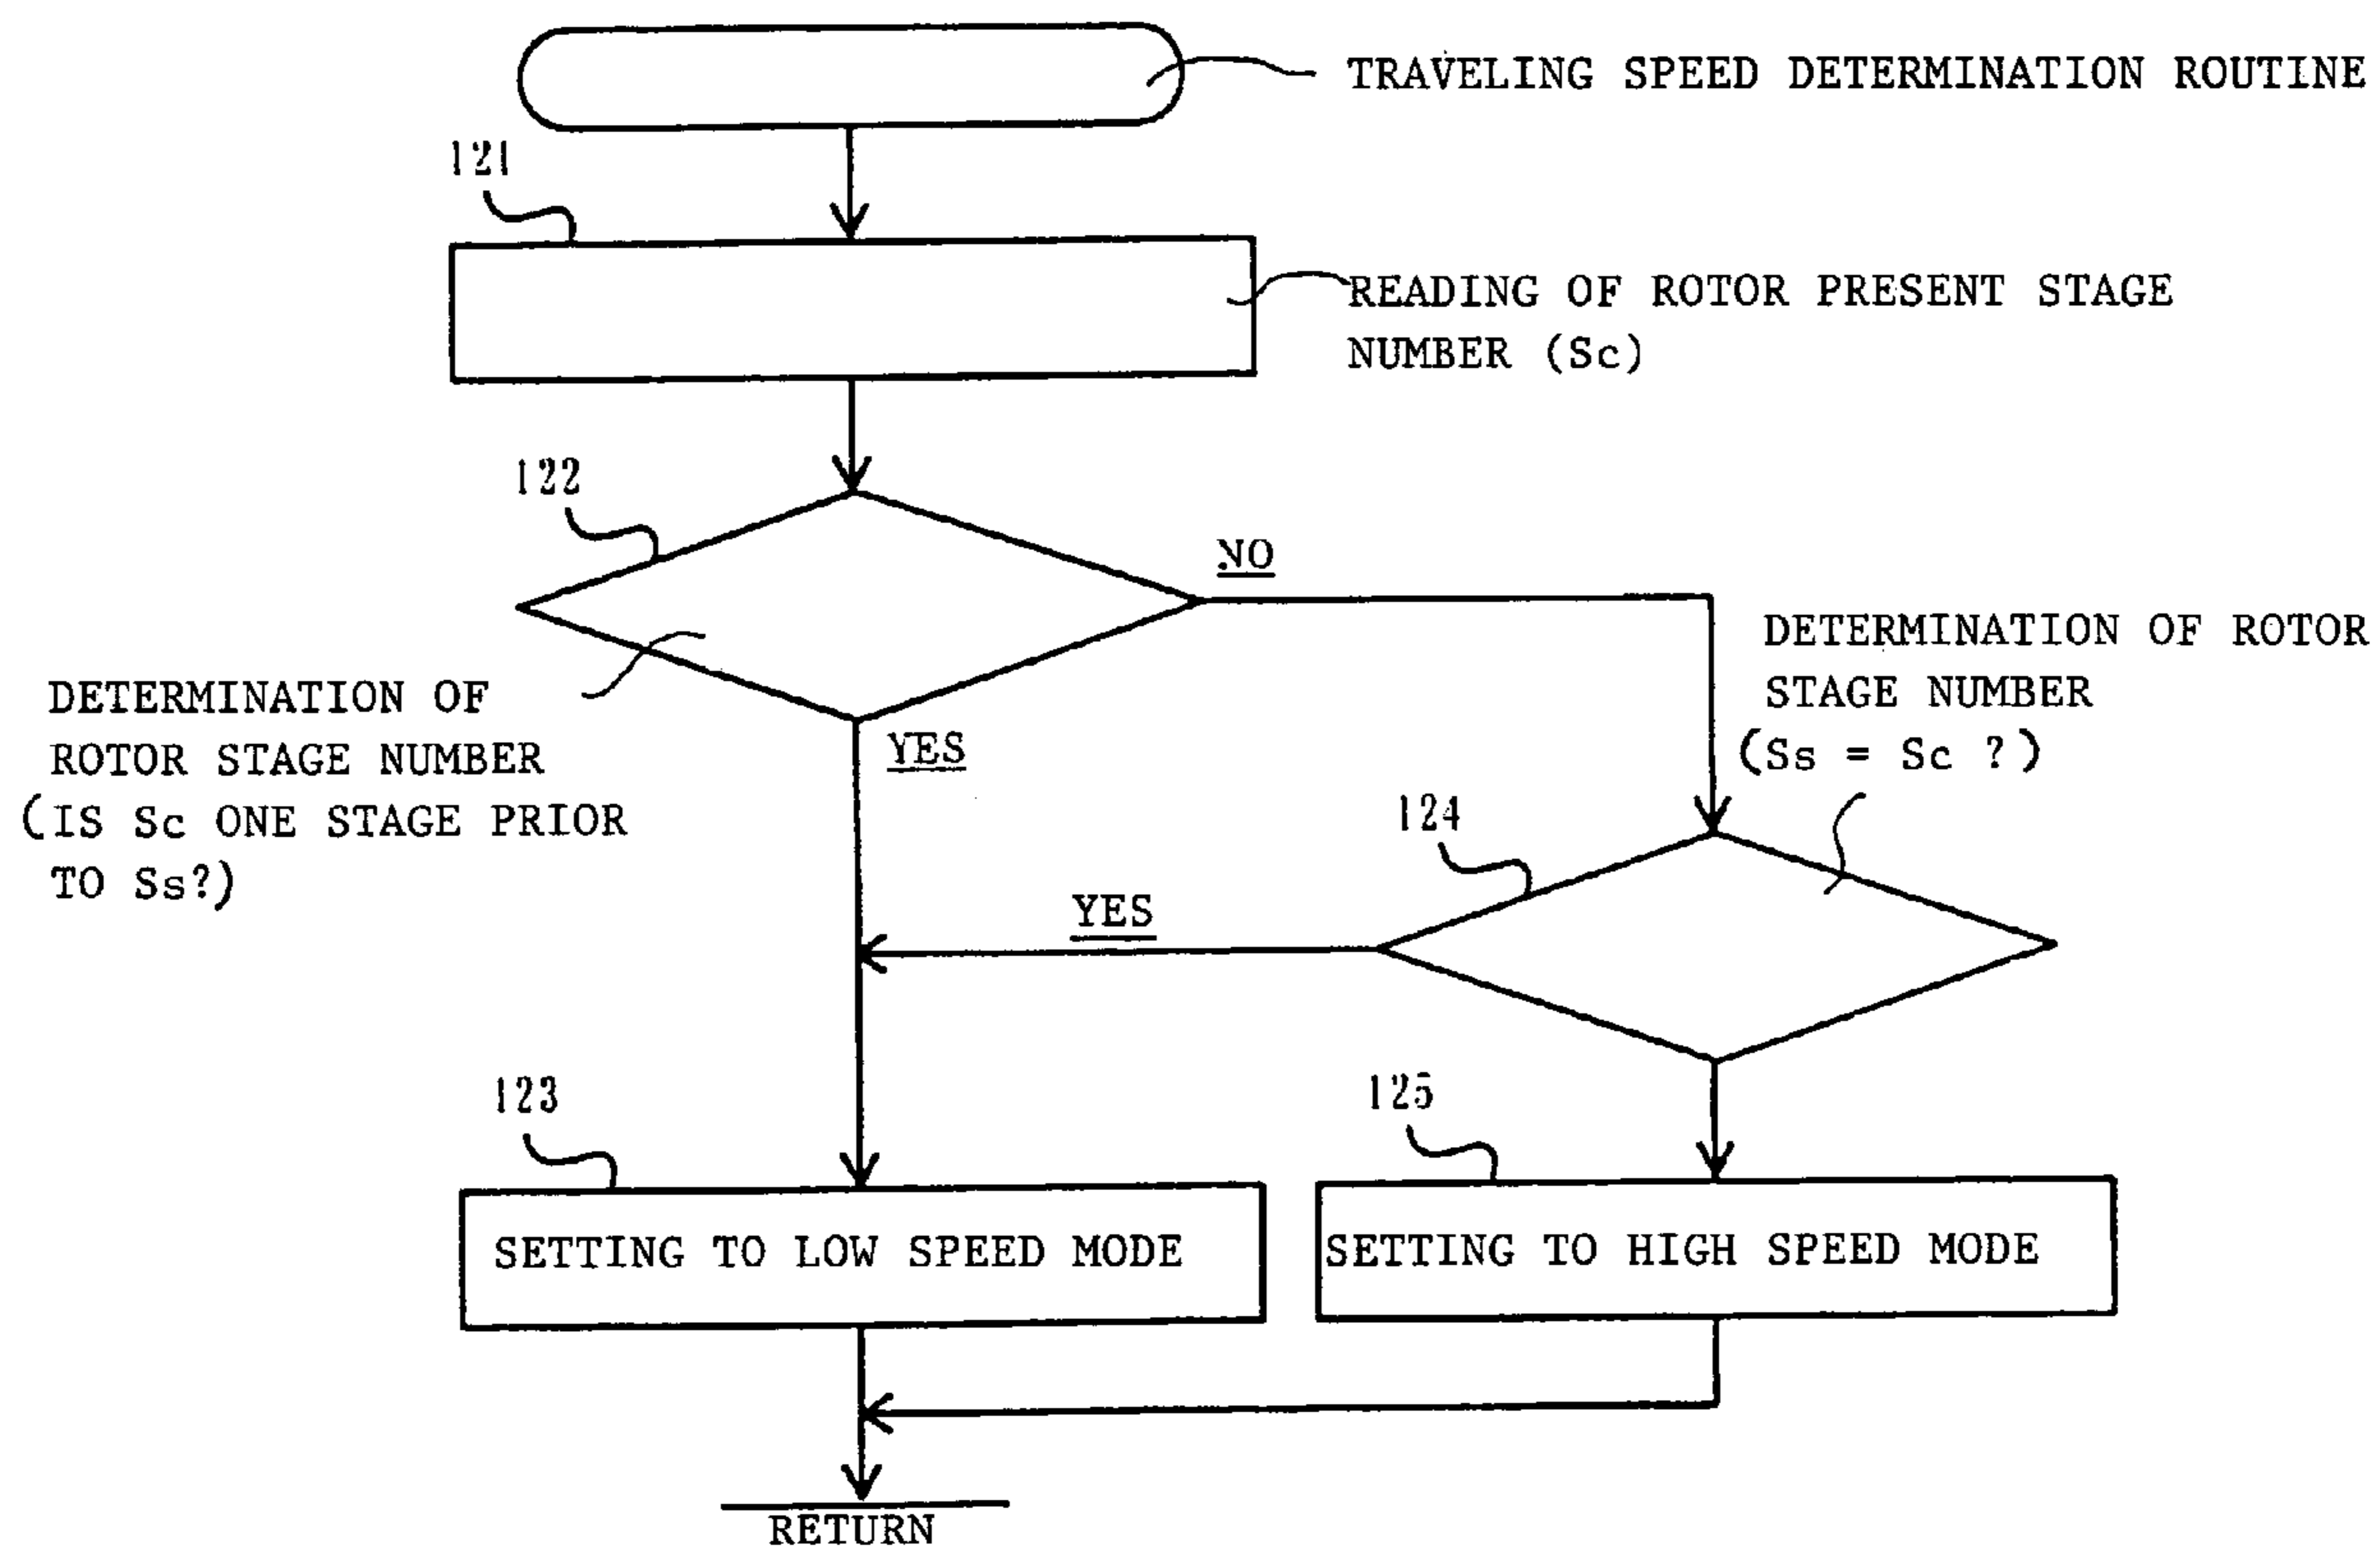 TRAVELING SPEED DETERMINATION ROUTINE
121
READING OF ROTOR PRESENT STAGE
NUMBER (Sc)
122
NO
DETERMINATION OF ROTOR
STAGE NUMBER
(Ss = Sc ?)
DETERMINATION OF
ROTOR STAGE NUMBER
(IS Sc ONE STAGE PRIOR
TO Ss?)
YES
124
YES
123
125
SETTING TO LOW SPEED MODE
SETTING TO HIGH SPEED MODE
RETURN